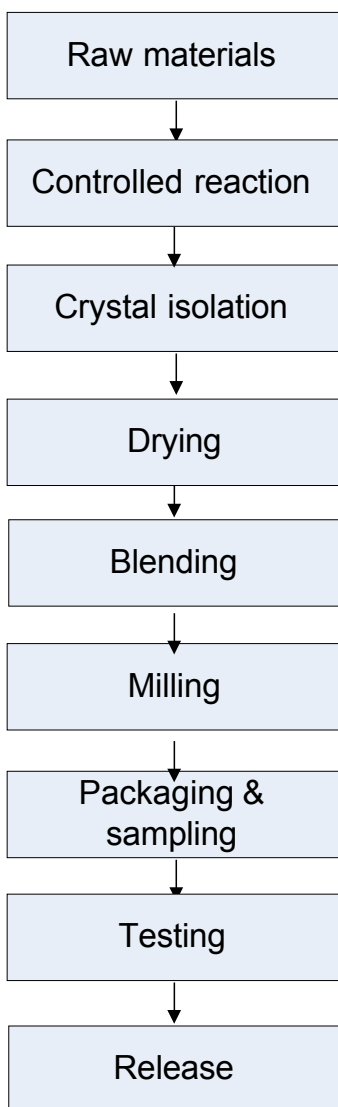 Raw materials
Controlled reaction
Crystal isolation
Drying
Blending
Milling
Packaging &
sampling
Testing
Release